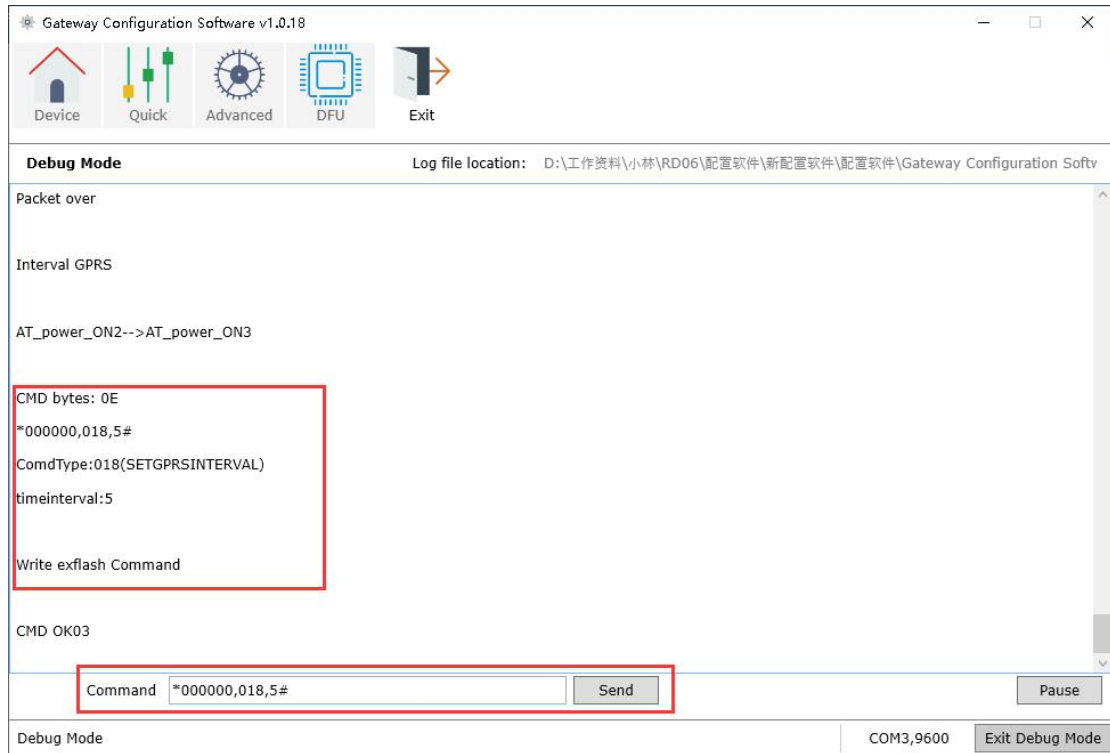 Gateway Configuration Software v1.0.18
Device Quick Advanced DFU Exit
Debug Mode Log file location: D:\工作资料\小林\RD06\配置软件\新配置软件\配置软件\Gateway Configuration Softw
Packet over
Interval GPRS
AT_power_ON2-->AT_power_ON3
CMD bytes: 0E
*000000,018,5#
ComdType:018(SETGPRSINTERVAL)
timeinterval:5
Write exflash Command
CMD OK03
Command *000000,018,5# Send Pause
Debug Mode COM3,9600 Exit Debug Mode